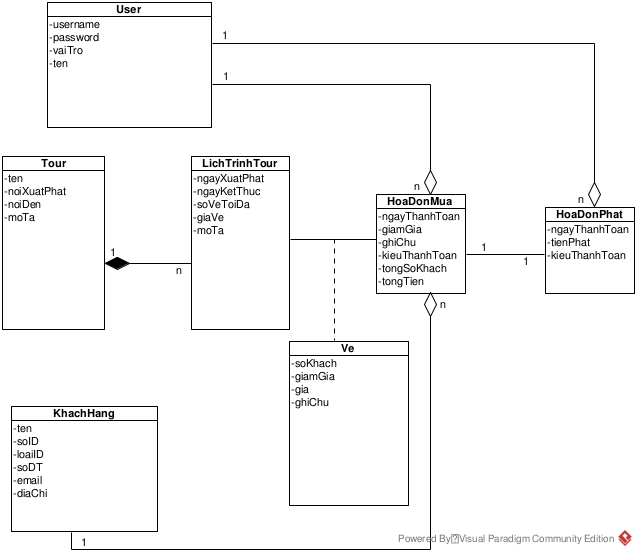 User
-username
-password
-vaiTro
-ten
1
1
Tour
-ten
-noiXuatPhat
-noiDen
-moTa
LichTrinhTour
-ngayXuatPhat
-ngayKetThuc
-soVeToiDa
-giaVe
-moTa
n
HoaDonMua
-ngayThanhToan
-giamGia
-ghiChu
-kieuThanhToan
-tongSoKhach
-tongTien
n
HoaDonPhat
-ngayThanhToan
-tienPhat
-kieuThanhToan
1
n
1
1
n
Ve
-soKhach
-giamGia
-gia
-ghiChu
KhachHang
-ten
-soID
-loaiID
-soDT
-email
-diaChi
1
Powered By Visual Paradigm Community Edition